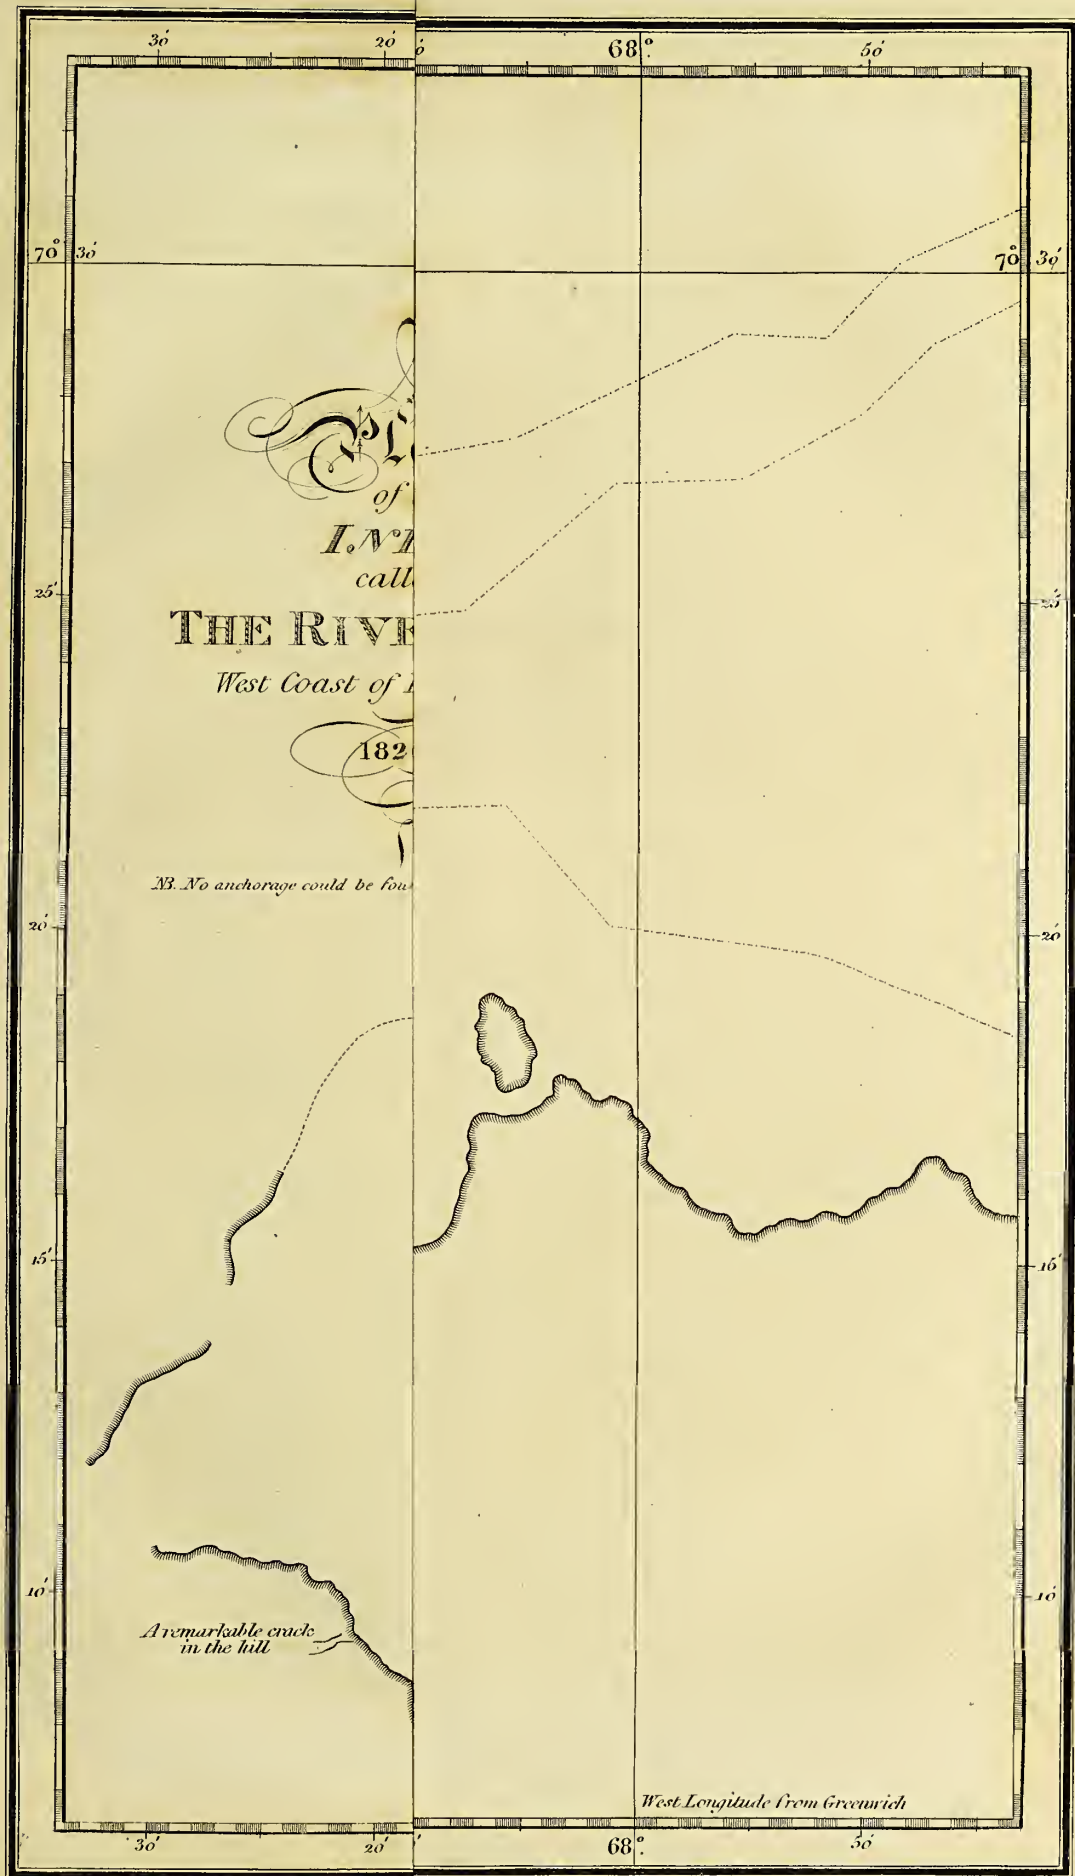 30' 20' 68°. 50'
70° 30'
70° 30'
of
I.N
call
THE RIVE
West Coast of
182
NB. No anchorage could be fou
25'
25'
20'
20'
15'
15'
10'
10'
A remarkable crack
in the hill
West Longitude from Greenwich
30' 20' 68°. 50'